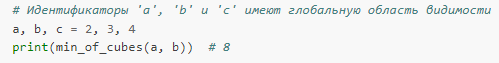 # Идентификаторы 'a', 'b' и 'c' имеют глобальную область видимости
a, b, c = 2, 3, 4
print(min_of_cubes(a, b))  # 8